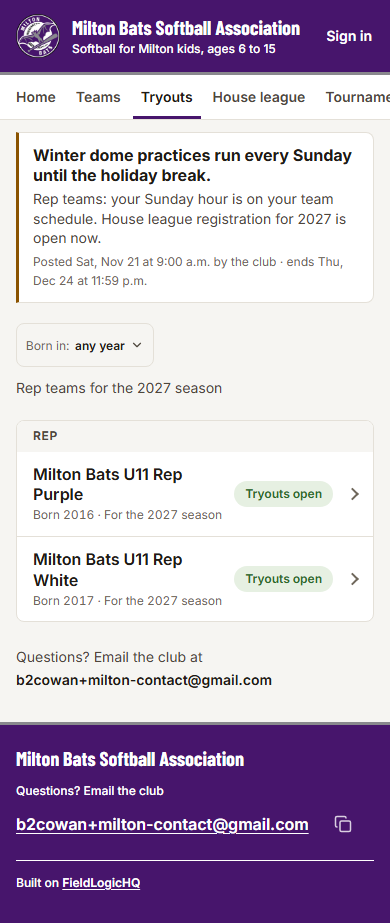 MILTON
BATS
Milton Bats Softball Association
Softball for Milton kids, ages 6 to 15
Sign in
Home Teams Tryouts House league Tourname
Winter dome practices run every Sunday
until the holiday break.
Rep teams: your Sunday hour is on your team
schedule. House league registration for 2027 is
open now.
Posted Sat, Nov 21 at 9:00 a.m. by the club · ends Thu,
Dec 24 at 11:59 p.m.
Born in: any year
Rep teams for the 2027 season
REP
Milton Bats U11 Rep
Purple
Born 2016 · For the 2027 season
Tryouts open
Milton Bats U11 Rep
White
Born 2017 · For the 2027 season
Tryouts open
Questions? Email the club at
b2cowan+milton-contact@gmail.com
Milton Bats Softball Association
Questions? Email the club
b2cowan+milton-contact@gmail.com
Built on FieldLogicHQ